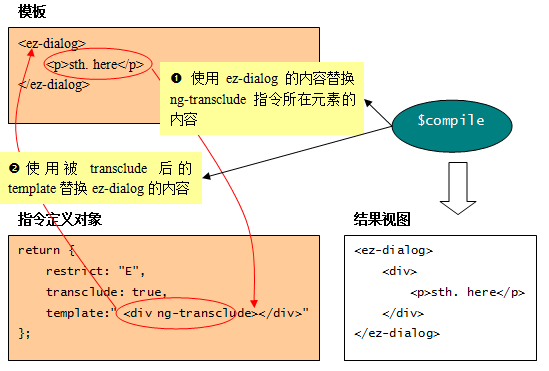 模板
<ez-dialog>
<p>sth. here</p>
</ez-dialog>
❶ 使用 ez-dialog 的内容替换
ng-transclude 指令所在元素的
内容
$compile
❷ 使用被 transclude 后的
template 替换 ez-dialog 的内容
指令定义对象
return {
restrict: "E",
transclude: true,
template:" <div ng-transclude></div>"
};
结果视图
<ez-dialog>
<div>
<p>sth. here</p>
</div>
</ez-dialog>